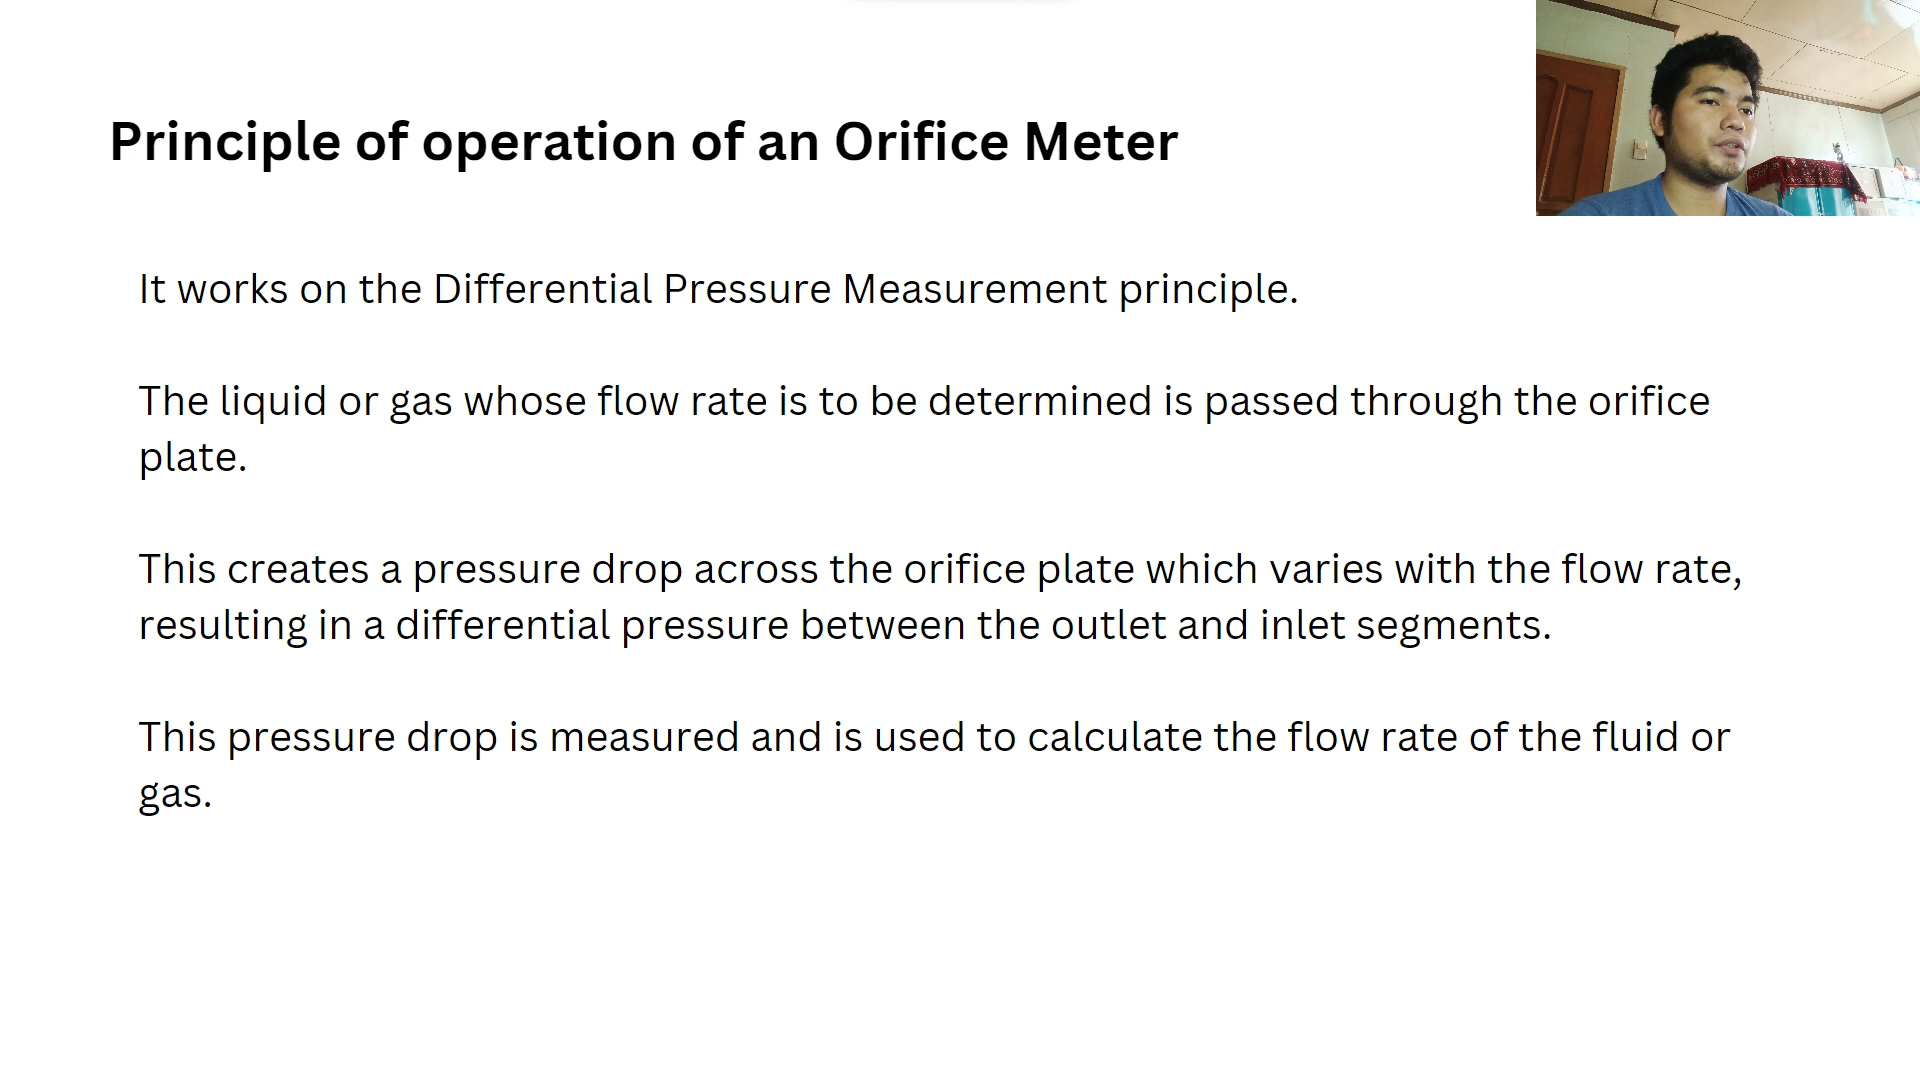 Principle of operation of an Orifice Meter
It works on the Differential Pressure Measurement principle.
The liquid or gas whose flow rate is to be determined is passed through the orifice
plate.
This creates a pressure drop across the orifice plate which varies with the flow rate,
resulting in a differential pressure between the outlet and inlet segments.
This pressure drop is measured and is used to calculate the flow rate of the fluid or
gas.